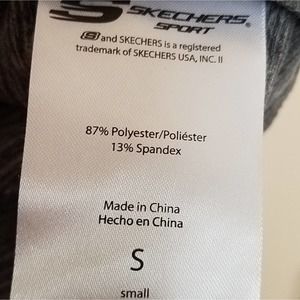 S SKECHERS®
SPORT
S and SKECHERS is a registered
trademark of SKECHERS USA, INC. II
87% Polyester/Poliéster
13% Spandex
Made in China
Hecho en China
S
small